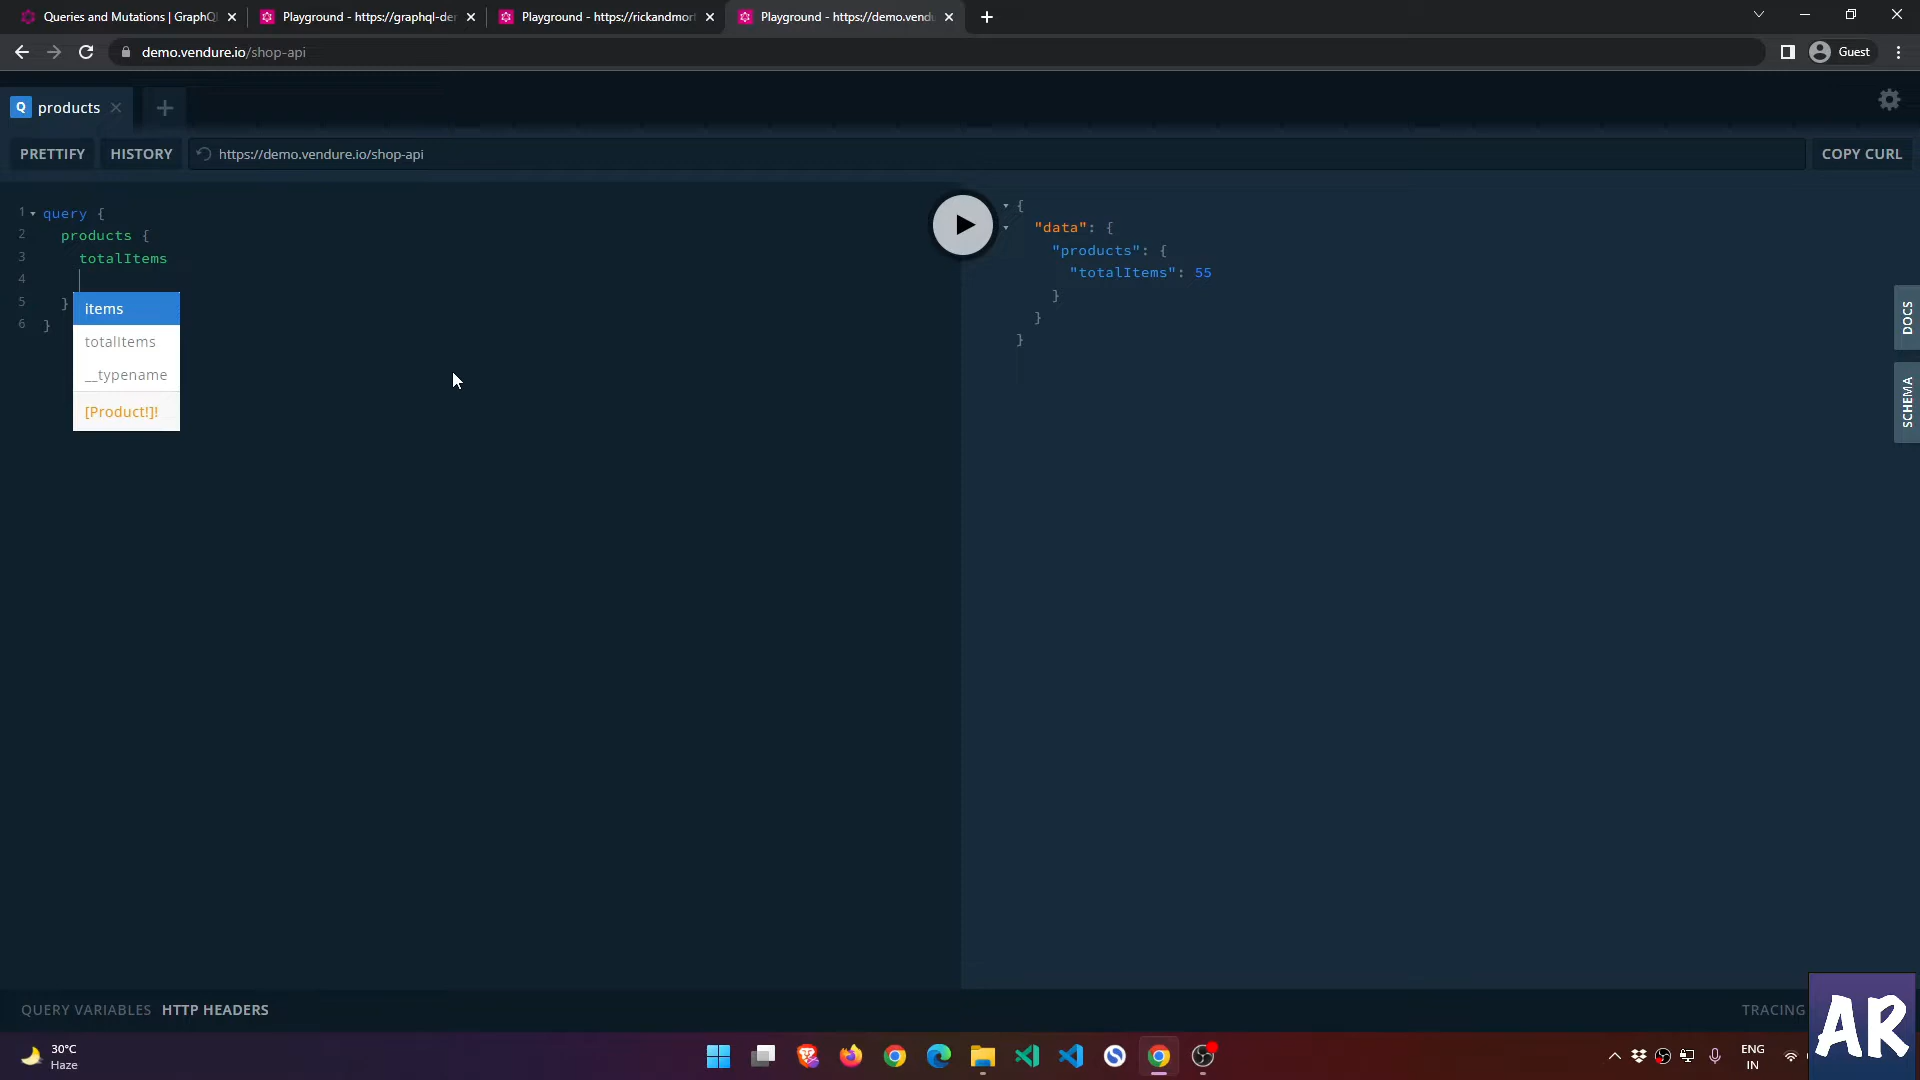 Queries and Mutations | GraphQ
Playground - https://graphql-der
Playground - https://rickandmort
Playground - https://demo.vendu
demo.vendure.io/shop-api
Guest
Q products
PRETTIFY
HISTORY
https://demo.vendure.io/shop-api
COPY CURL
1 query {
2 products {
3 totalItems
4
5 }
6 }
items
totalItems
__typename
[Product!]!
{
"data": {
"products": {
"totalItems": 55
}
}
}
DOCS
SCHEMA
QUERY VARIABLES
HTTP HEADERS
TRACING
30°C
Haze
ENG
IN
AR